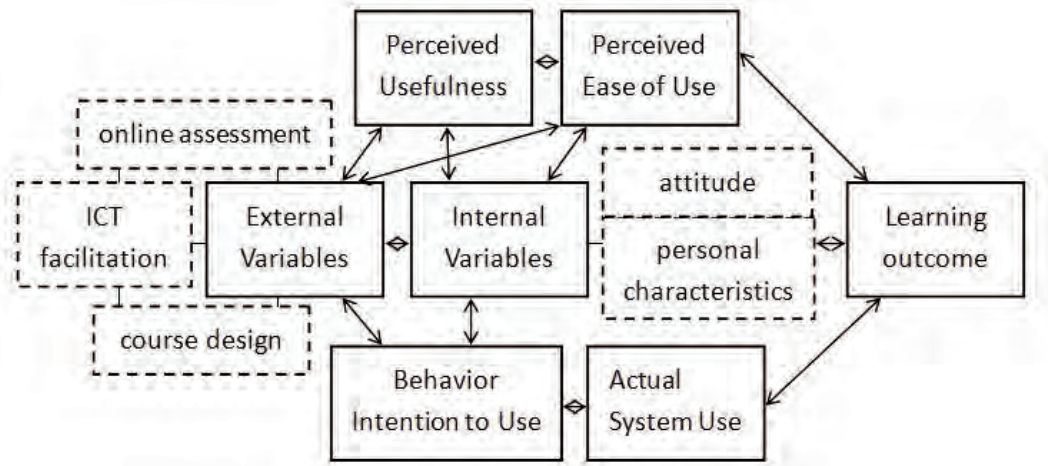 Perceived
Usefulness
Perceived
Ease of Use
online assessment
ICT
facilitation
External
Variables
Internal
Variables
attitude
personal
characteristics
Learning
outcome
course design
Behavior
Intention to Use
Actual
System Use